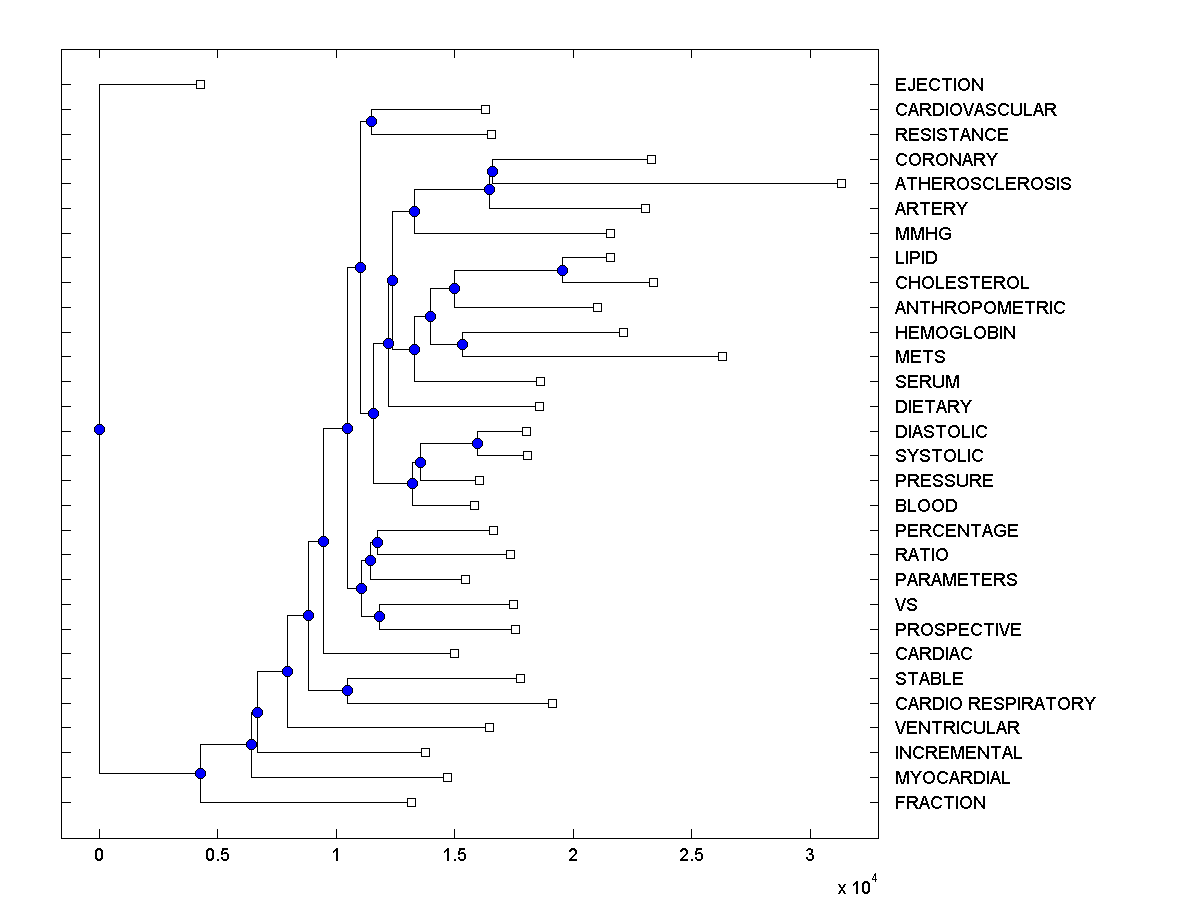 EJECTION
CARDIOVASCULAR
RESISTANCE
CORONARY
ATHEROSCLEROSIS
ARTERY
MMHG
LIPID
CHOLESTEROL
ANTHROPOMETRIC
HEMOGLOBIN
METS
SERUM
DIETARY
DIASTOLIC
SYSTOLIC
PRESSURE
BLOOD
PERCENTAGE
RATIO
PARAMETERS
VS
PROSPECTIVE
CARDIAC
STABLE
CARDIO RESPIRATORY
VENTRICULAR
INCREMENTAL
MYOCARDIAL
FRACTION
0 0.5 1 1.5 2 2.5 3
x 10^4